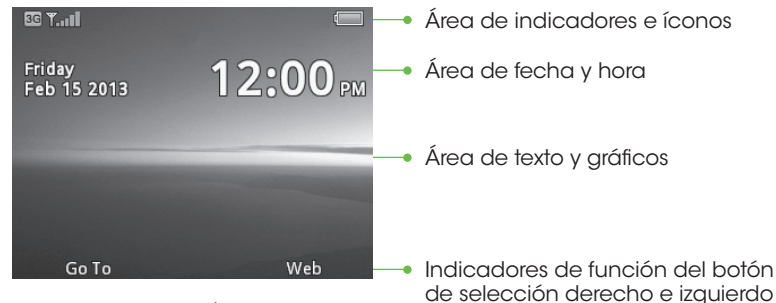 3G
Área de indicadores e íconos
Friday
Feb 15 2013
12:00 PM
Área de fecha y hora
Área de texto y gráficos
Go To
Web
Indicadores de función del botón
de selección derecho e izquierdo